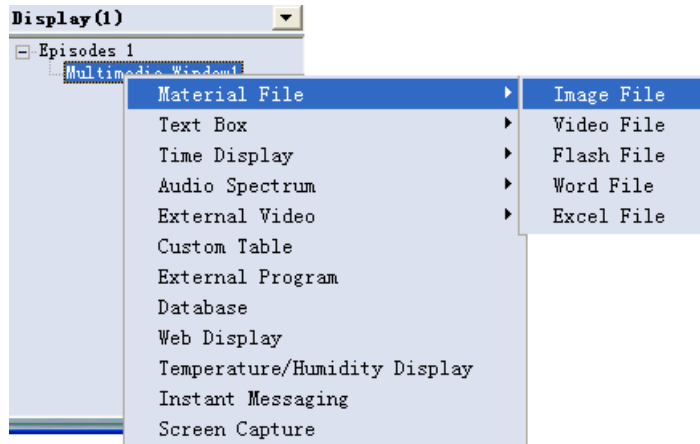 Display(1)
Episodes 1
Multimedia Window1
Material File
Text Box
Time Display
Audio Spectrum
External Video
Custom Table
External Program
Database
Web Display
Temperature/Humidity Display
Instant Messaging
Screen Capture
Image File
Video File
Flash File
Word File
Excel File